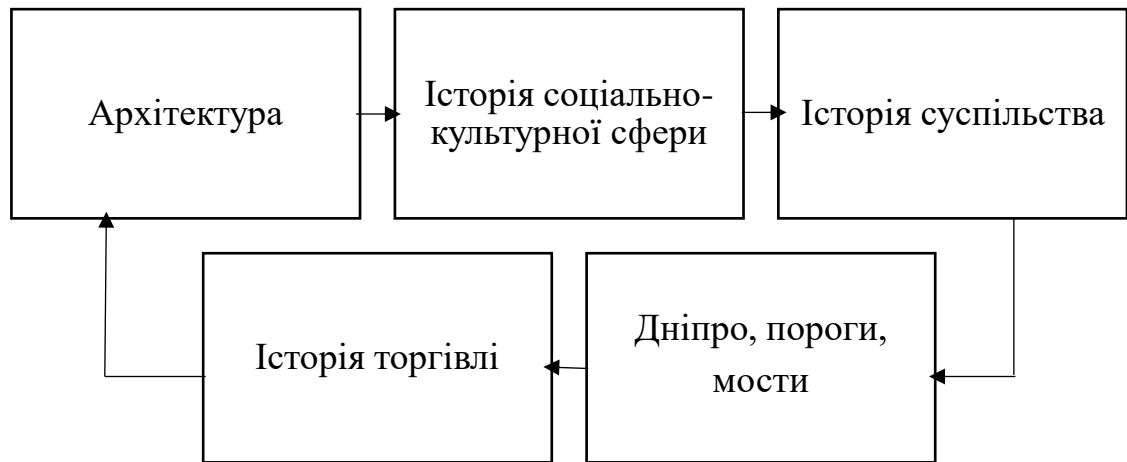 Архітектура
Історія соціально-
культурної сфери
Історія суспільства
Історія торгівлі
Дніпро, пороги,
мости